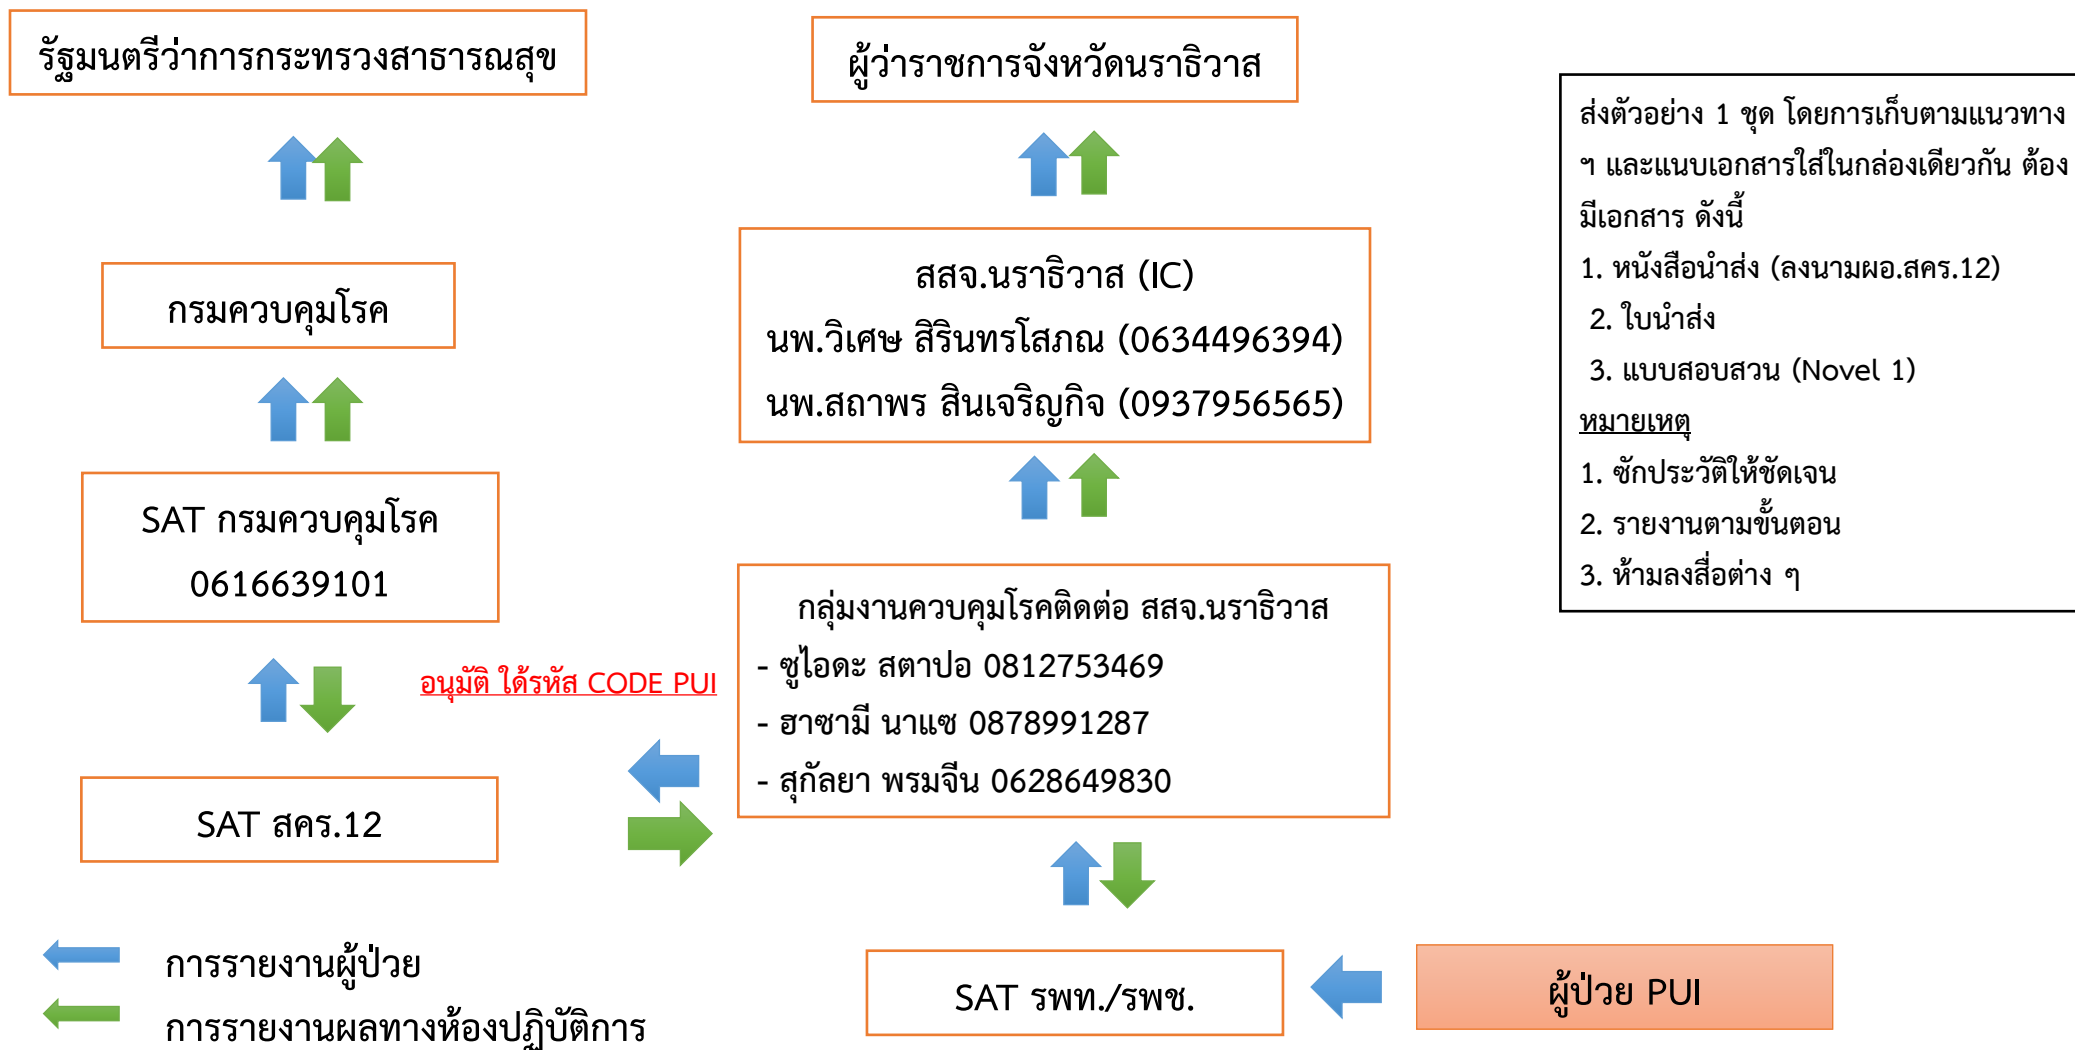 รัฐมนตรีว่าการกระทรวงสาธารณสุข
ผู้ว่าราชการจังหวัดนราธิวาส
กรมควบคุมโรค
สสจ.นราธิวาส (IC)
นพ.วิเศษ สิรินทรโสภณ (0634496394)
นพ.สถาพร สินเจริญกิจ (0937956565)
SAT กรมควบคุมโรค
0616639101
กลุ่มงานควบคุมโรคติดต่อ สสจ.นราธิวาส
- ซูไอดะ สตาปอ 0812753469
- ฮาซามี นาแซ 0878991287
- สุกัลยา พรมจีน 0628649830
อนุมัติ ใด้รหัส CODE PUI
SAT สคร.12
SAT รพท./รพช.
ผู้ป่วย PUI
การรายงานผู้ป่วย
การรายงานผลทางห้องปฏิบัติการ
ส่งตัวอย่าง 1 ชุด โดยการเก็บตามแนวทาง
ฯ และแนบเอกสารใส่ในกล่องเดียวกัน ต้อง
มีเอกสาร ดังนี้
1. หนังสือนำส่ง (ลงนามผอ.สคร.12)
2. ใบนำส่ง
3. แบบสอบสวน (Novel 1)
หมายเหตุ
1. ซักประวัติให้ชัดเจน
2. รายงานตามขั้นตอน
3. ห้ามลงสื่อต่าง ๆ